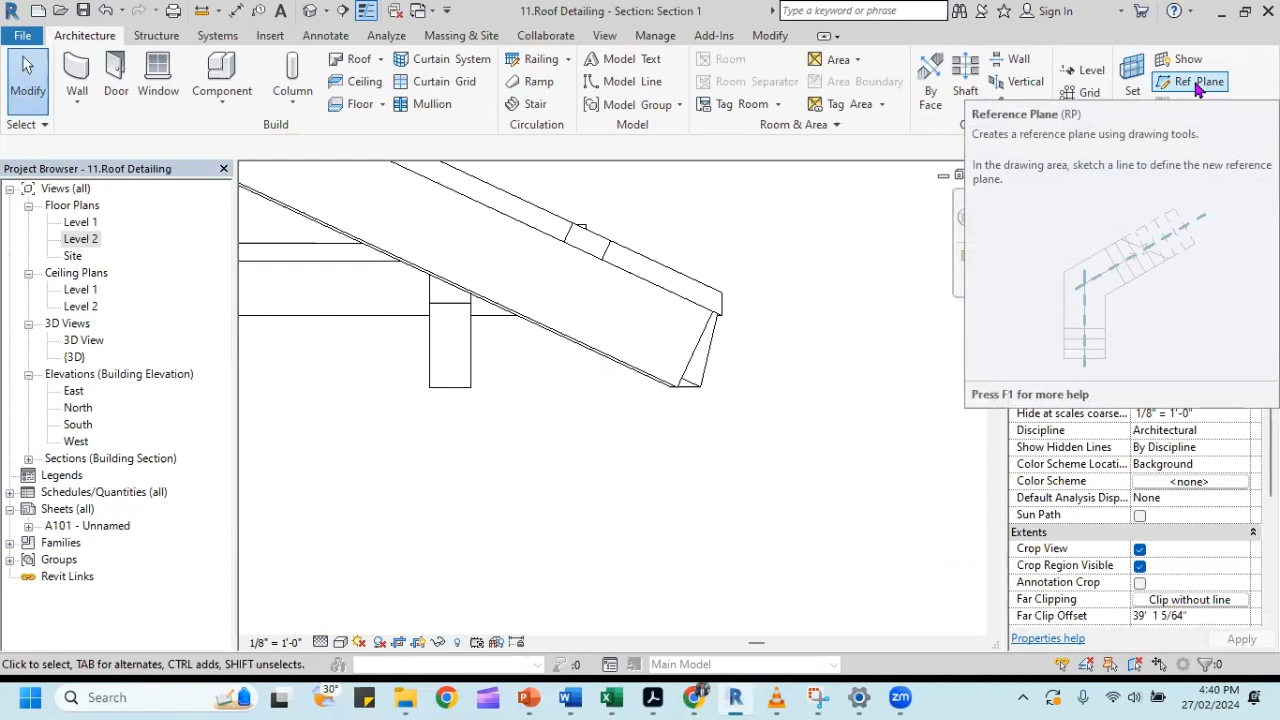 11.Roof Detailing - Section: Section 1
Type a keyword or phrase
Sign In
File
Architecture
Structure
Systems
Insert
Annotate
Analyze
Massing & Site
Collaborate
View
Manage
Add-Ins
Modify
Modify
Wall
Door
Window
Component
Column
Roof
Ceiling
Floor
Curtain System
Curtain Grid
Mullion
Railing
Ramp
Stair
Model Text
Model Line
Model Group
Room
Room Separator
Tag Room
Area
Area Boundary
Tag Area
By
Face
Shaft
Wall
Vertical
Level
Grid
Set
Show
Ref Plane
Select
Build
Circulation
Model
Room & Area
Reference Plane (RP)
Creates a reference plane using drawing tools.
In the drawing area, sketch a line to define the new reference
plane.
Press F1 for more help
Project Browser - 11.Roof Detailing
Views (all)
Floor Plans
Level 1
Level 2
Site
Ceiling Plans
Level 1
Level 2
3D Views
3D View
{3D}
Elevations (Building Elevation)
East
North
South
West
Sections (Building Section)
Legends
Schedules/Quantities (all)
Sheets (all)
A101 - Unnamed
Families
Groups
Revit Links
Hide at scales coarse... 1/8" = 1'-0"
Discipline Architectural
Show Hidden Lines By Discipline
Color Scheme Locati... Background
Color Scheme <none>
Default Analysis Disp... None
Sun Path
Extents
Crop View
Crop Region Visible
Annotation Crop
Far Clipping Clip without line
Far Clip Offset 39' 1 5/64"
Properties help
Apply
1/8" = 1'-0"
Click to select, TAB for alternates, CTRL adds, SHIFT unselects.
:0
Main Model
:0
Search
30°
zm
4:40 PM
27/02/2024